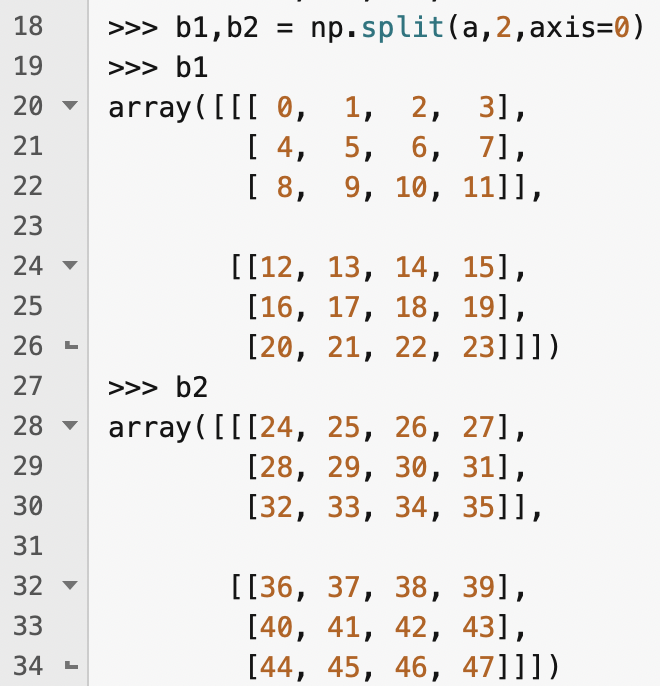 18 >>> b1,b2 = np.split(a,2,axis=0)
19 >>> b1
20 array([[[ 0,  1,  2,  3],
21         [ 4,  5,  6,  7],
22         [ 8,  9, 10, 11]],
23
24        [[12, 13, 14, 15],
25         [16, 17, 18, 19],
26         [20, 21, 22, 23]]])
27 >>> b2
28 array([[[24, 25, 26, 27],
29         [28, 29, 30, 31],
30         [32, 33, 34, 35]],
31
32        [[36, 37, 38, 39],
33         [40, 41, 42, 43],
34         [44, 45, 46, 47]]])